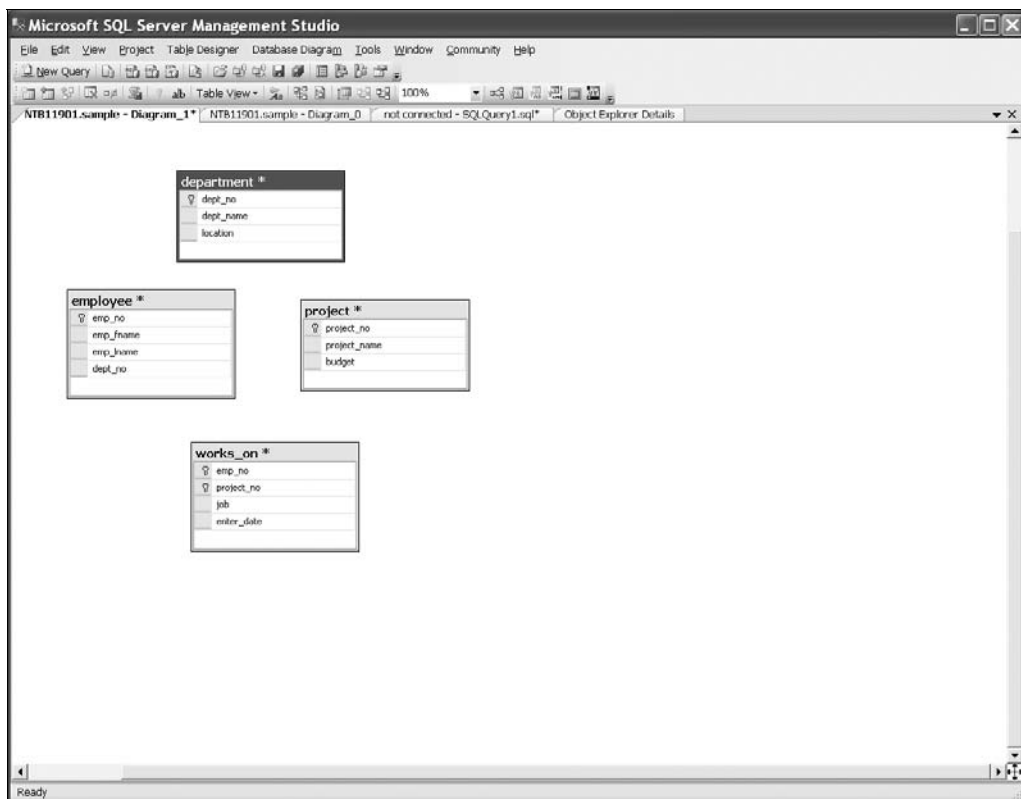 Microsoft SQL Server Management Studio
File Edit View Project Table Designer Database Diagram Tools Window Community Help
New Query
ab Table View 100%
NTB11901.sample - Diagram_1* NTB11901.sample - Diagram_0 not connected - SQLQuery1.sql* Object Explorer Details
department *
dept_no
dept_name
location
employee *
emp_no
emp_fname
emp_lname
dept_no
project *
project_no
project_name
budget
works_on *
emp_no
project_no
job
enter_date
Ready